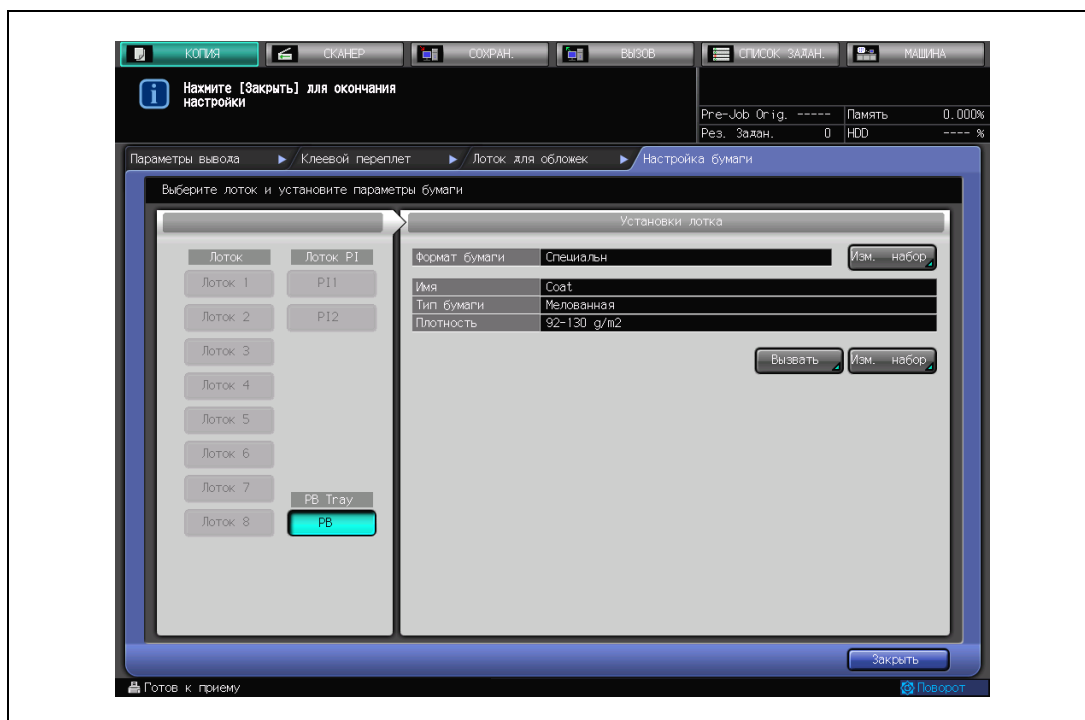 КОПИЯ СКАНЕР СОХРАН. ВЫЗОВ СПИСОК ЗАДАН. МАШИНА
Нажмите [Закрыть] для окончания
настройки
Pre-Job Orig. ----- Память 0.000%
Рез. Задан. 0 HDD ---- %
Параметры вывода Клеевой переплет Лоток для обложек Настройка бумаги
Выберите лоток и установите параметры бумаги
Установки лотка
Лоток Лоток PI
Формат бумаги Специальн Изм. набор
Лоток 1 PI1
Имя Coat
Тип бумаги Мелованная
Лоток 2 PI2
Плотность 92-130 g/m2
Лоток 3
Вызвать Изм. набор
Лоток 4
Лоток 5
Лоток 6
Лоток 7
PB Tray
Лоток 8 PB
Закрыть
Готов к приему Поворот